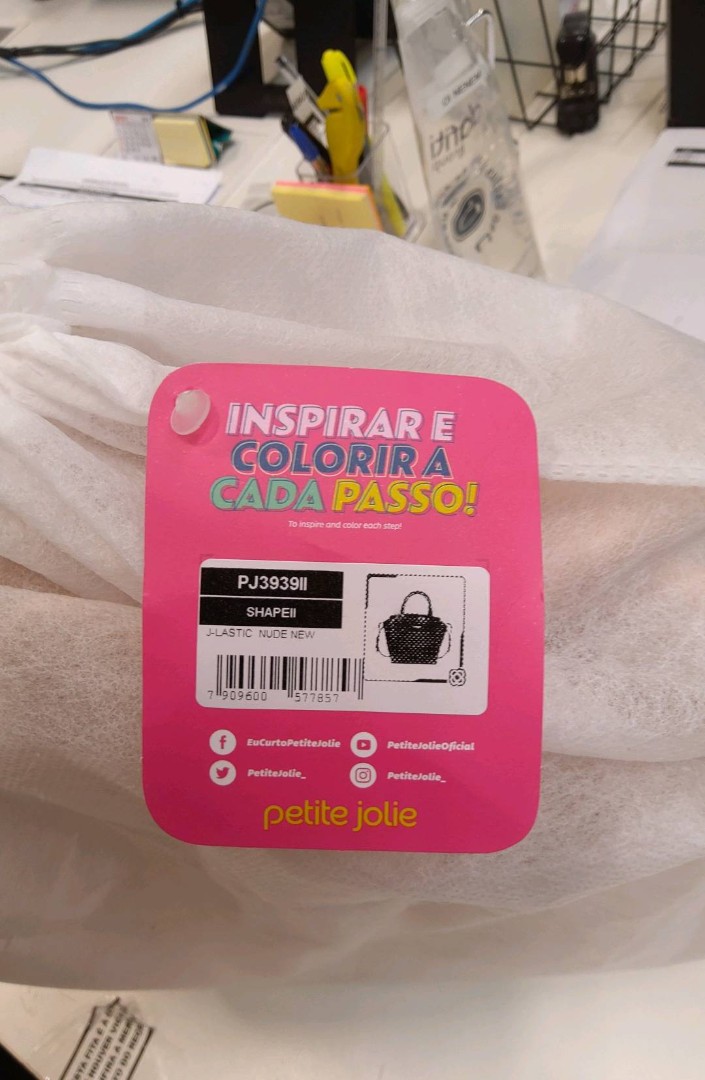 INSPIRAR E
COLORIR A
CADA PASSO!
To inspire and color each step!
PJ3939II
SHAPEII
J-LASTIC NUDE NEW
7 909600 577857
EuCurtoPetiteJolie
PetiteJolieOficial
PetiteJolie_
PetiteJolie_
petite jolie